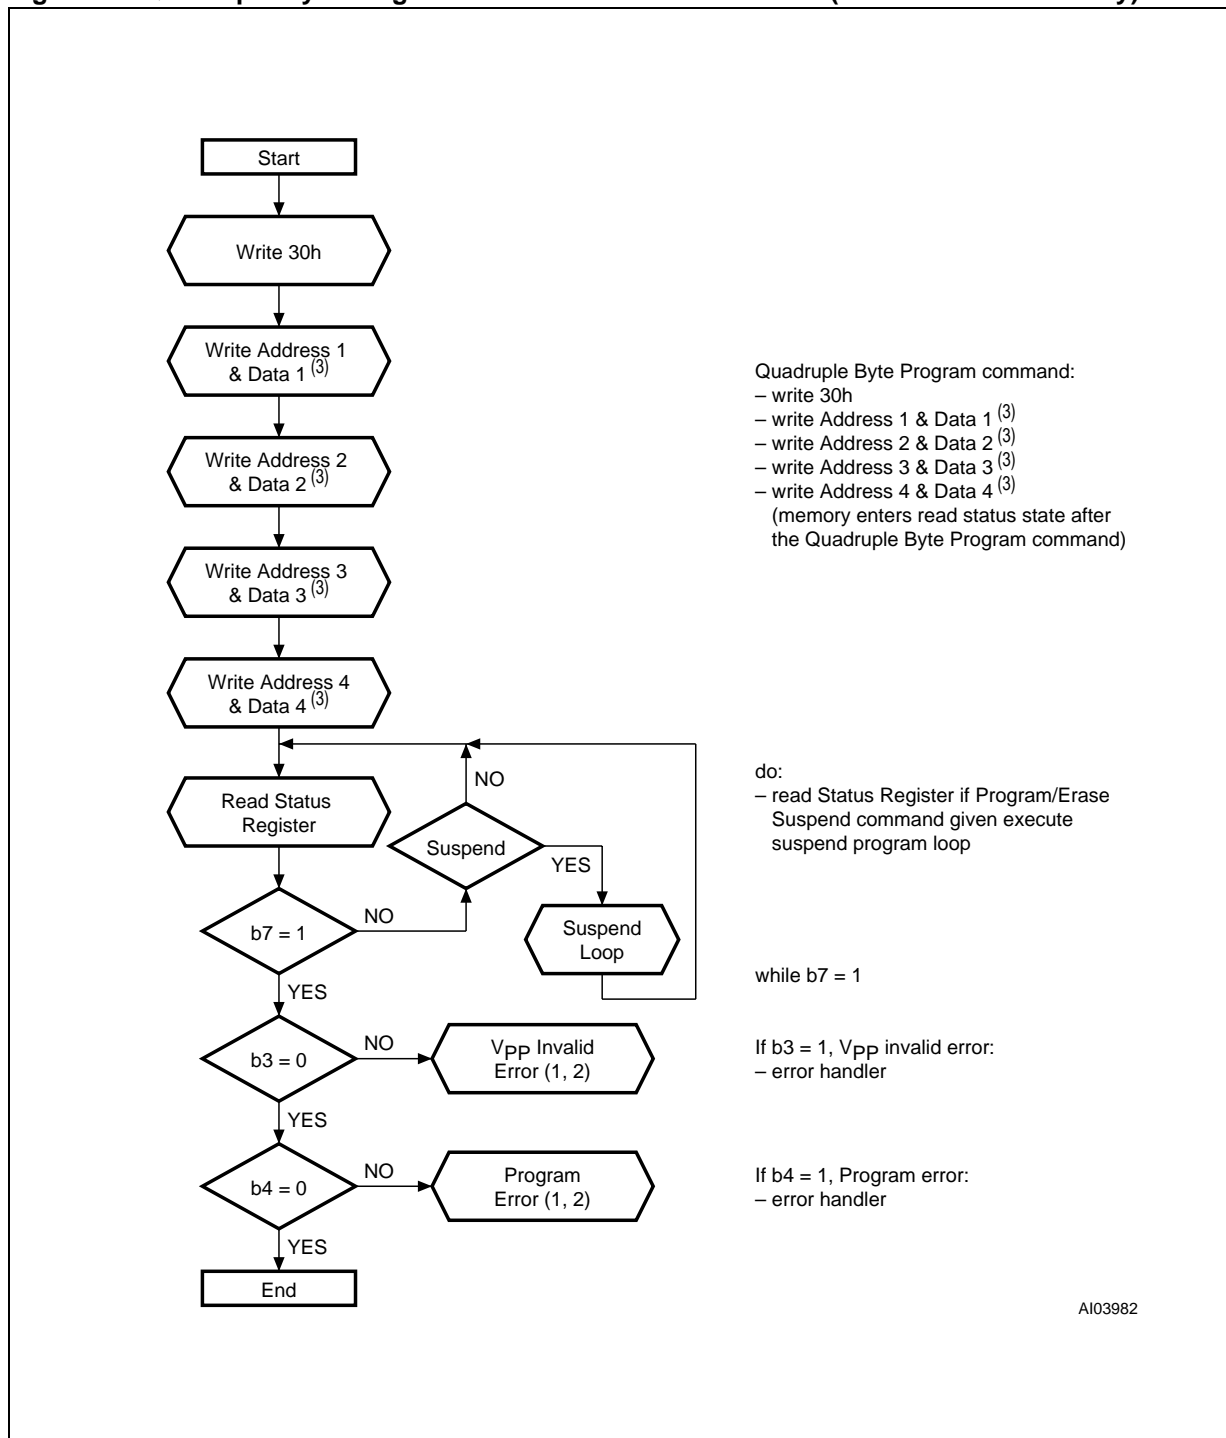 Start
Write 30h
Write Address 1
& Data 1 (3)
Write Address 2
& Data 2 (3)
Write Address 3
& Data 3 (3)
Write Address 4
& Data 4 (3)
Read Status
Register
NO
Suspend
YES
Suspend
Loop
b7 = 1
NO
YES
b3 = 0
NO
VPP Invalid
Error (1, 2)
YES
b4 = 0
NO
Program
Error (1, 2)
YES
End
Quadruple Byte Program command:
– write 30h
– write Address 1 & Data 1 (3)
– write Address 2 & Data 2 (3)
– write Address 3 & Data 3 (3)
– write Address 4 & Data 4 (3)
(memory enters read status state after
the Quadruple Byte Program command)
do:
– read Status Register if Program/Erase
Suspend command given execute
suspend program loop
while b7 = 1
If b3 = 1, VPP invalid error:
– error handler
If b4 = 1, Program error:
– error handler
AI03982